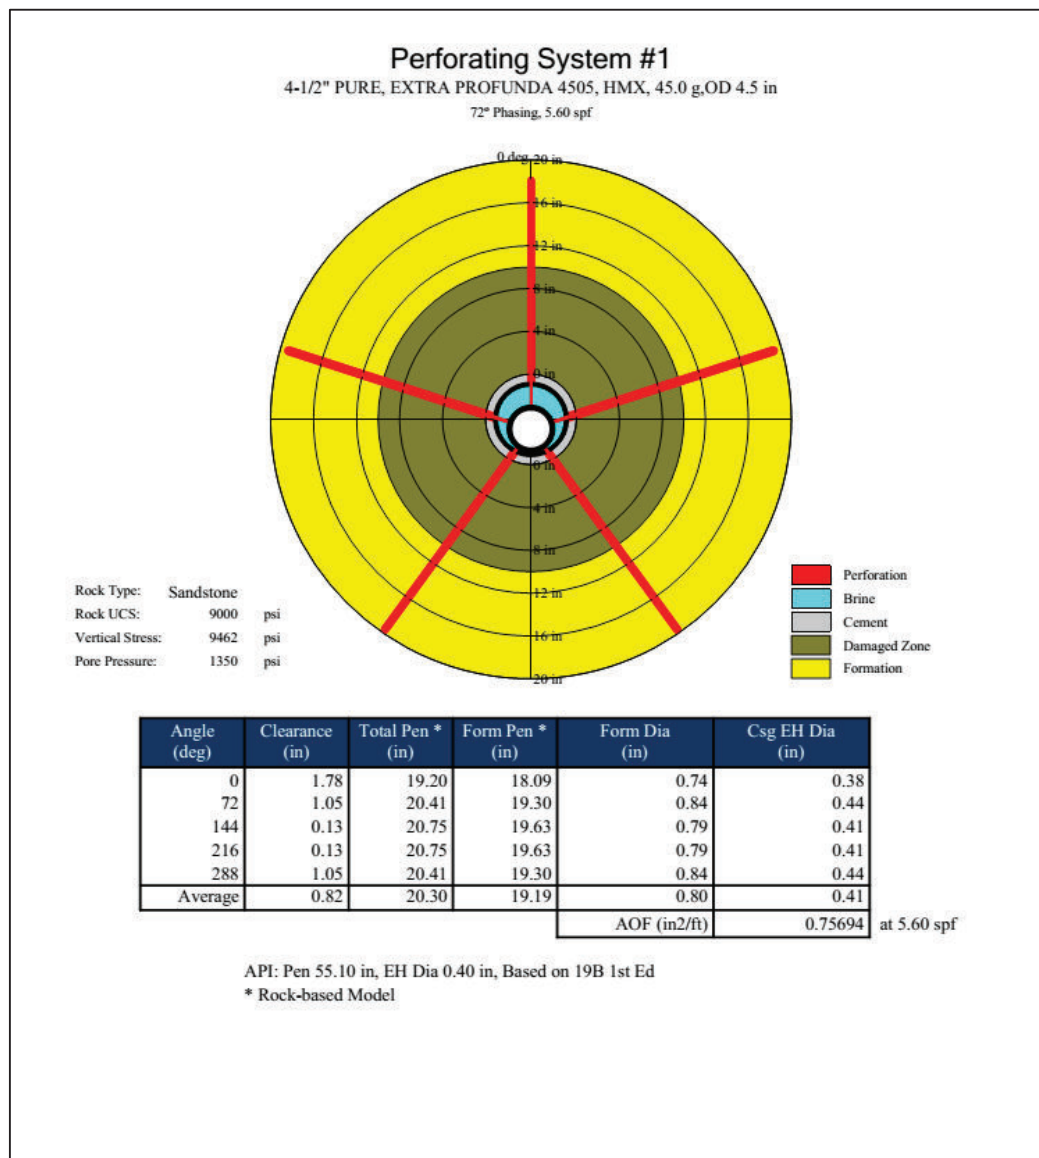 Perforating System #1
4-1/2" PURE, EXTRA PROFUNDA 4505, HMX, 45.0 g,OD 4.5 in
72º Phasing, 5.60 spf
0 deg 20 in
16 in
12 in
8 in
4 in
0 in
0 in
4 in
8 in
12 in
16 in
20 in
Rock Type: Sandstone
Rock UCS: 9000 psi
Vertical Stress: 9462 psi
Pore Pressure: 1350 psi
Perforation
Brine
Cement
Damaged Zone
Formation
Angle (deg) Clearance (in) Total Pen * (in) Form Pen * (in) Form Dia (in) Csg EH Dia (in)
0 1.78 19.20 18.09 0.74 0.38
72 1.05 20.41 19.30 0.84 0.44
144 0.13 20.75 19.63 0.79 0.41
216 0.13 20.75 19.63 0.79 0.41
288 1.05 20.41 19.30 0.84 0.44
Average 0.82 20.30 19.19 0.80 0.41
AOF (in2/ft) 0.75694 at 5.60 spf
API: Pen 55.10 in, EH Dia 0.40 in, Based on 19B 1st Ed
* Rock-based Model